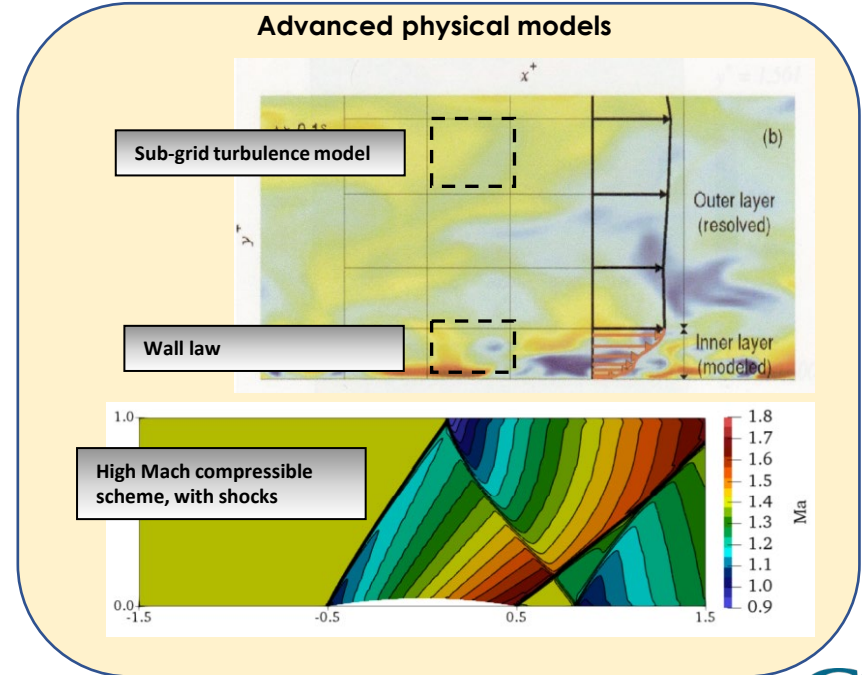 Advanced physical models
x+
Sub-grid turbulence model
(b)
Outer layer
(resolved)
y+
Wall law
Inner layer
(modeled)
1.0
High Mach compressible
scheme, with shocks
0.0
-1.5
-0.5
0.5
1.5
1.8
1.7
1.6
1.5
1.4
1.3
1.2
1.1
1.0
0.9
Ma